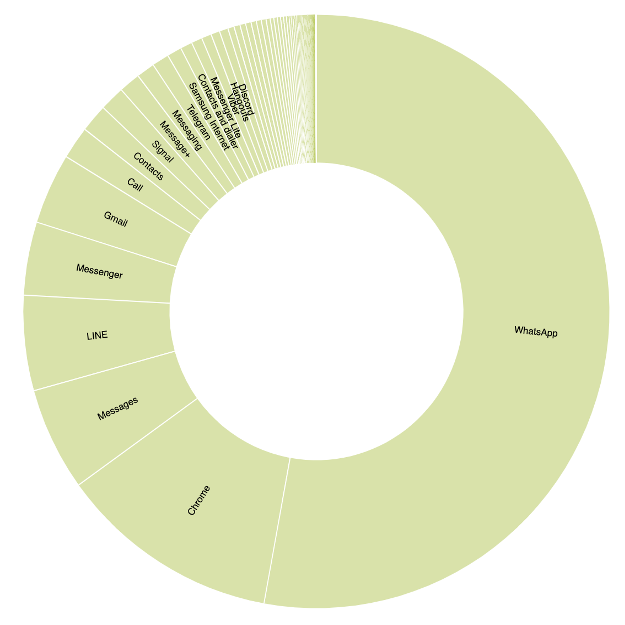 WhatsApp
Chrome
Messages
LINE
Messenger
Gmail
Call
Contacts
Signal
Message+
Messaging
Telegram
Samsung Internet
Contacts and dialer
Messenger Lite
Viber
Hangouts
Discord